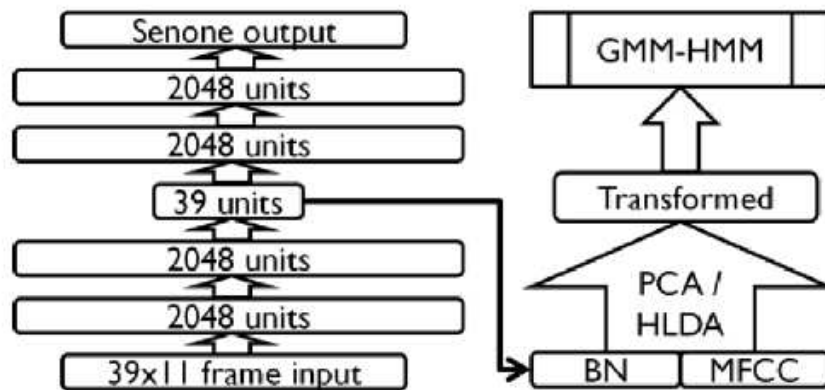 Senone output
2048 units
2048 units
39 units
2048 units
2048 units
39x11 frame input
GMM-HMM
Transformed
PCA /
HLDA
BN
MFCC